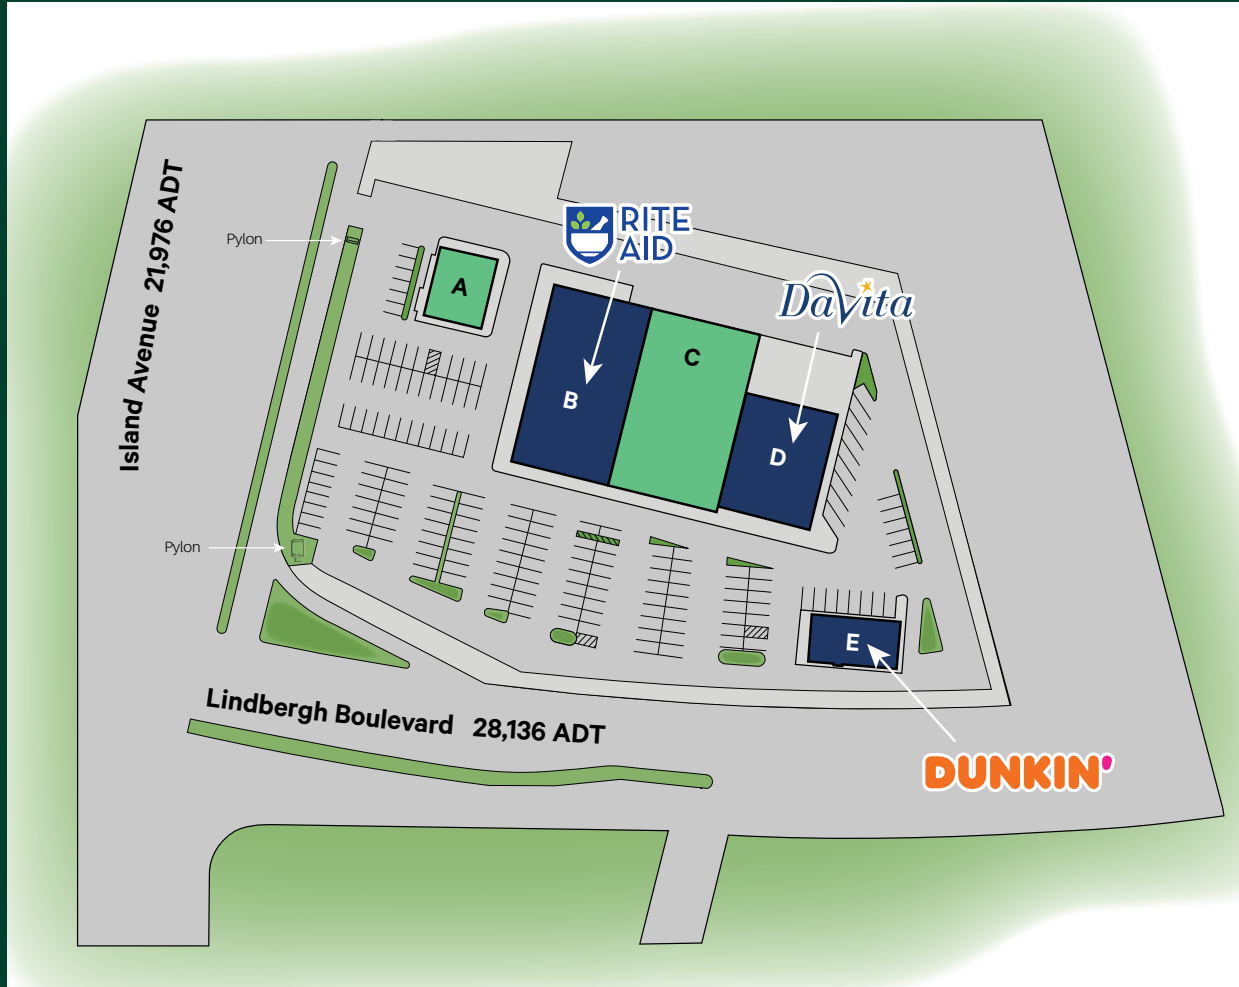 Island Avenue 21,976 ADT
Pylon
RITE
AID
A
DaVita
C
B
D
Pylon
E
Lindbergh Boulevard 28,136 ADT
DUNKIN'